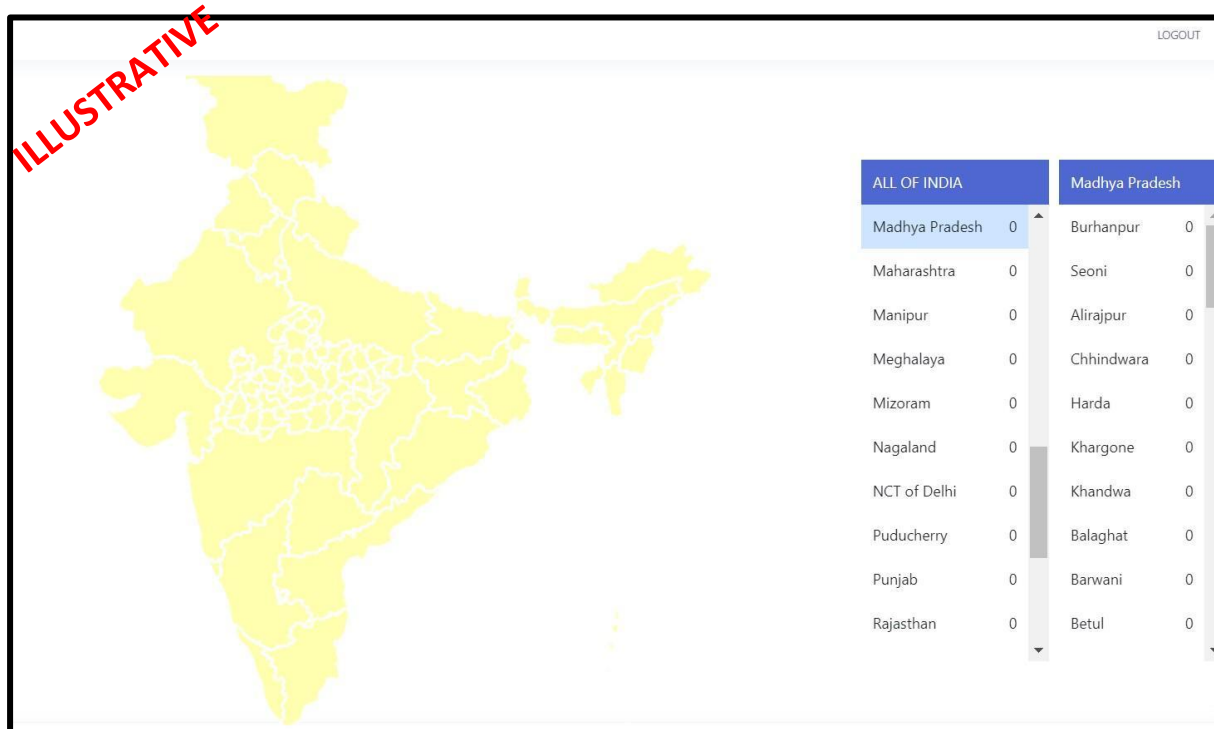 ILLUSTRATIVE
LOGOUT
ALL OF INDIA
Madhya Pradesh 0
Maharashtra 0
Manipur 0
Meghalaya 0
Mizoram 0
Nagaland 0
NCT of Delhi 0
Puducherry 0
Punjab 0
Rajasthan 0
Madhya Pradesh
Burhanpur 0
Seoni 0
Alirajpur 0
Chhindwara 0
Harda 0
Khargone 0
Khandwa 0
Balaghat 0
Barwani 0
Betul 0